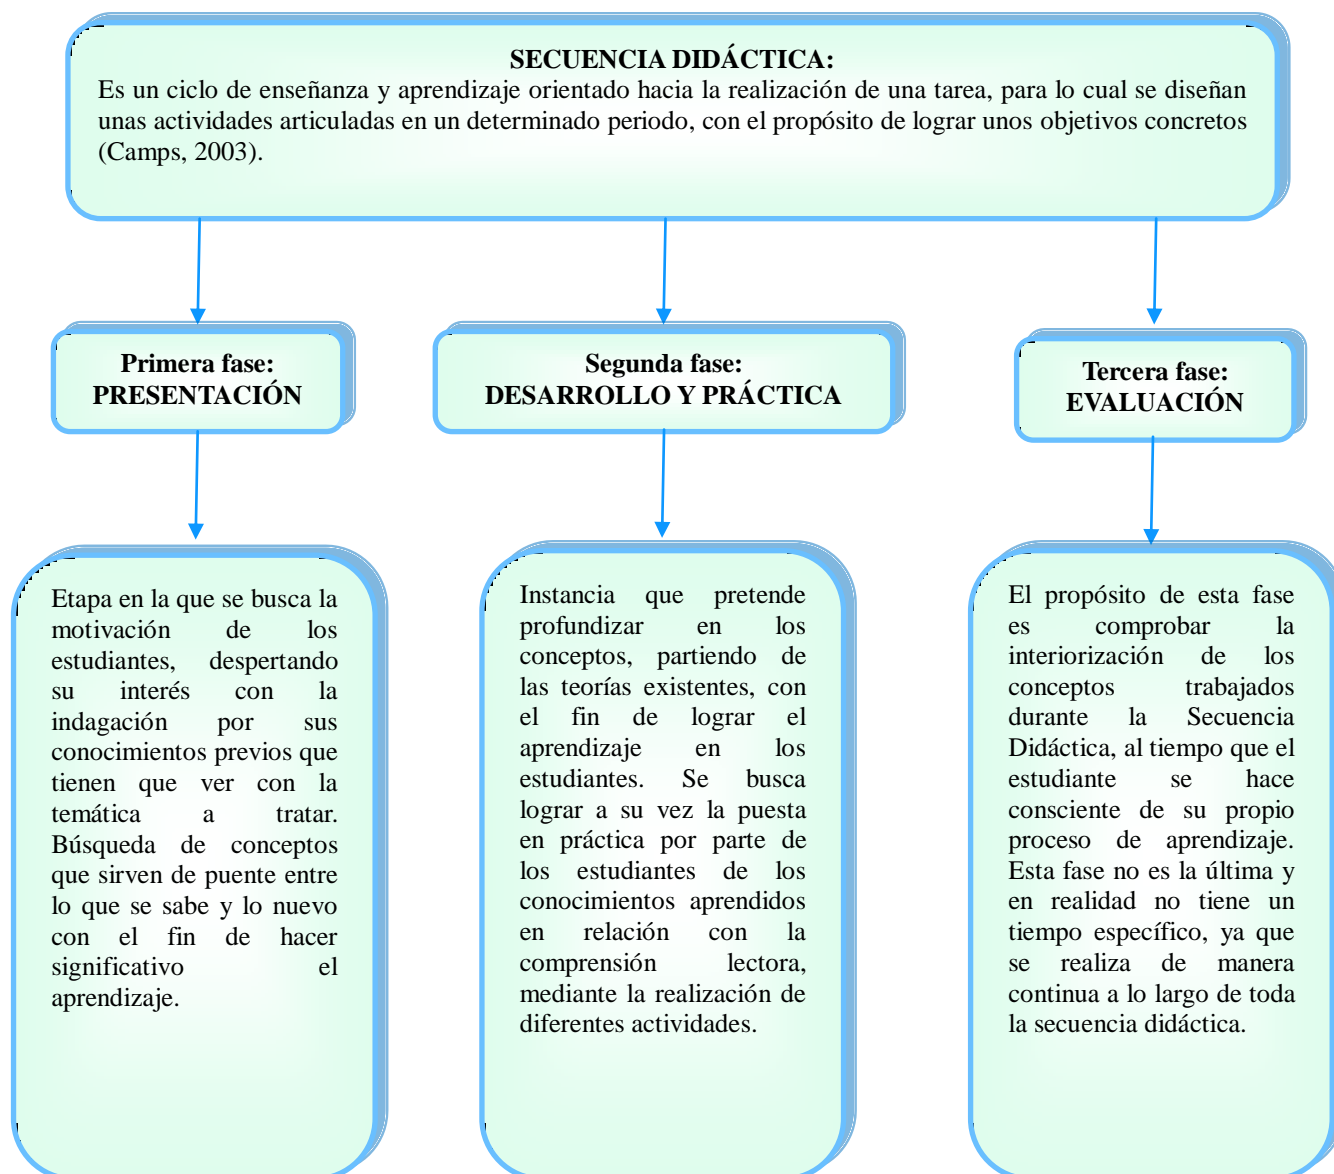 SECUENCIA DIDÁCTICA:
Es un ciclo de enseñanza y aprendizaje orientado hacia la realización de una tarea, para lo cual se diseñan
unas actividades articuladas en un determinado periodo, con el propósito de lograr unos objetivos concretos
(Camps, 2003).
Primera fase:
PRESENTACIÓN
Segunda fase:
DESARROLLO Y PRÁCTICA
Tercera fase:
EVALUACIÓN
Etapa en la que se busca la
motivación de los
estudiantes, despertando
su interés con la
indagación por sus
conocimientos previos que
tienen que ver con la
temática a tratar.
Búsqueda de conceptos
que sirven de puente entre
lo que se sabe y lo nuevo
con el fin de hacer
significativo el
aprendizaje.
Instancia que pretende
profundizar en los
conceptos, partiendo de
las teorías existentes, con
el fin de lograr el
aprendizaje en los
estudiantes. Se busca
lograr a su vez la puesta
en práctica por parte de
los estudiantes de los
conocimientos aprendidos
en relación con la
comprensión lectora,
mediante la realización de
diferentes actividades.
El propósito de esta fase
es comprobar la
interiorización de los
conceptos trabajados
durante la Secuencia
Didáctica, al tiempo que el
estudiante se hace
consciente de su propio
proceso de aprendizaje.
Esta fase no es la última y
en realidad no tiene un
tiempo específico, ya que
se realiza de manera
continua a lo largo de toda
la secuencia didáctica.